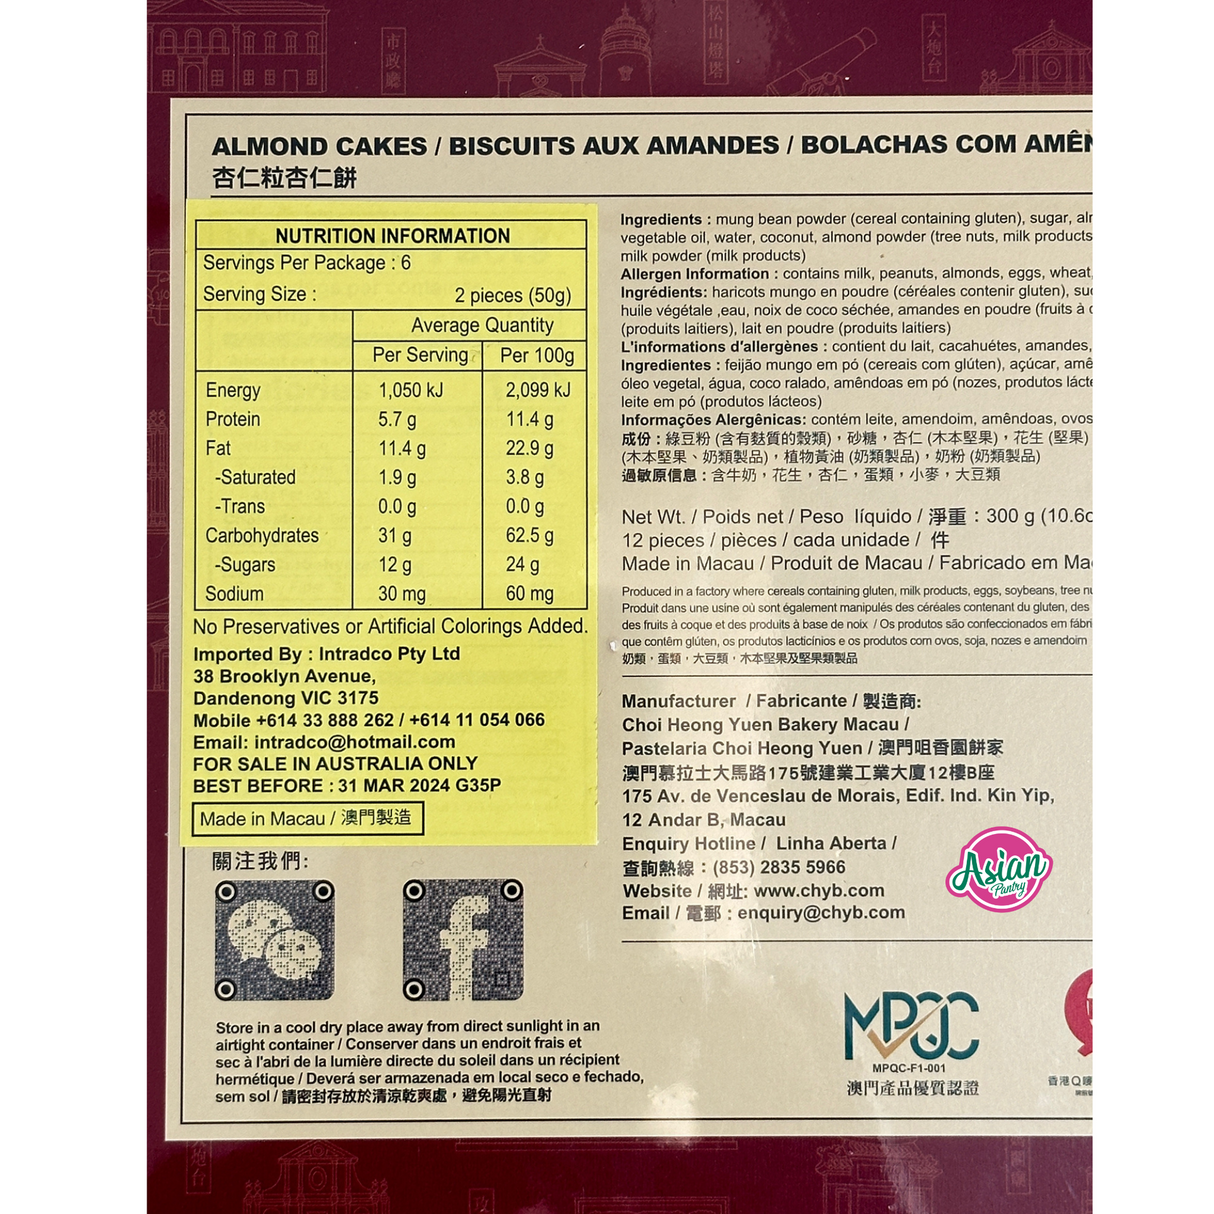 市政廳
松山燈塔
大炮台
ALMOND CAKES / BISCUITS AUX AMANDES / BOLACHAS COM AMÊN
杏仁粒杏仁餅
NUTRITION INFORMATION
Servings Per Package : 6
Serving Size : 2 pieces (50g)
Average Quantity
Per Serving Per 100g
Energy 1,050 kJ 2,099 kJ
Protein 5.7 g 11.4 g
Fat 11.4 g 22.9 g
-Saturated 1.9 g 3.8 g
-Trans 0.0 g 0.0 g
Carbohydrates 31 g 62.5 g
-Sugars 12 g 24 g
Sodium 30 mg 60 mg
No Preservatives or Artificial Colorings Added.
Imported By : Intradco Pty Ltd
38 Brooklyn Avenue,
Dandenong VIC 3175
Mobile +614 33 888 262 / +614 11 054 066
Email: intradco@hotmail.com
FOR SALE IN AUSTRALIA ONLY
BEST BEFORE : 31 MAR 2024 G35P
Made in Macau / 澳門製造
關注我們:
Store in a cool dry place away from direct sunlight in an
airtight container / Conserver dans un endroit frais et
sec à l'abri de la lumière directe du soleil dans un récipient
hermétique / Deverá ser armazenada em local seco e fechado,
sem sol / 請密封存放於清涼乾爽處，避免陽光直射
Ingredients : mung bean powder (cereal containing gluten), sugar, alr
vegetable oil, water, coconut, almond powder (tree nuts, milk products
milk powder (milk products)
Allergen Information : contains milk, peanuts, almonds, eggs, wheat,
Ingrédients: haricots mungo en poudre (céréales contenir gluten), suc
huile végétale ,eau, noix de coco séchée, amandes en poudre (fruits à c
(produits laitiers), lait en poudre (produits laitiers)
L'informations d'allergènes : contient du lait, cacahuétes, amandes,
Ingredientes : feijão mungo em pó (cereais com glúten), açúcar, amê
óleo vegetal, água, coco ralado, amêndoas em pó (nozes, produtos lácte
leite em pó (produtos lácteos)
Informações Alergênicas: contém leite, amendoim, amêndoas, ovos
成份：綠豆粉 (含有麩質的穀類)，砂糖，杏仁 (木本堅果)，花生 (堅果)
(木本堅果、奶類製品)，植物黃油 (奶類製品)，奶粉 (奶類製品)
過敏原信息：含牛奶，花生，杏仁，蛋類，小麥，大豆類
Net Wt. / Poids net / Peso líquido / 淨重：300 g (10.6o
12 pieces / pièces / cada unidade / 件
Made in Macau / Produit de Macau / Fabricado em Ma
Produced in a factory where cereals containing gluten, milk products, eggs, soybeans, tree nu
Produit dans une usine où sont également manipulés des céréales contenant du gluten, des
des fruits à coque et des produits à base de noix / Os produtos são confeccionados em fábri
que contêm glúten, os produtos lacticínios e os produtos com ovos, soja, nozes e amendoim
奶類，蛋類，大豆類，木本堅果及堅果類製品
Manufacturer / Fabricante / 製造商:
Choi Heong Yuen Bakery Macau /
Pastelaria Choi Heong Yuen / 澳門咀香園餅家
澳門慕拉士大馬路175號建業工業大廈12樓B座
175 Av. de Venceslau de Morais, Edif. Ind. Kin Yip,
12 Andar B, Macau
Enquiry Hotline / Linha Aberta /
查詢熱線：(853) 2835 5966
Website / 網址: www.chyb.com
Email / 電郵：enquiry@chyb.com
Asian
Pantry
MPQC
MPQC-F1-001
澳門產品優質認證
香港Q嘜
炮台